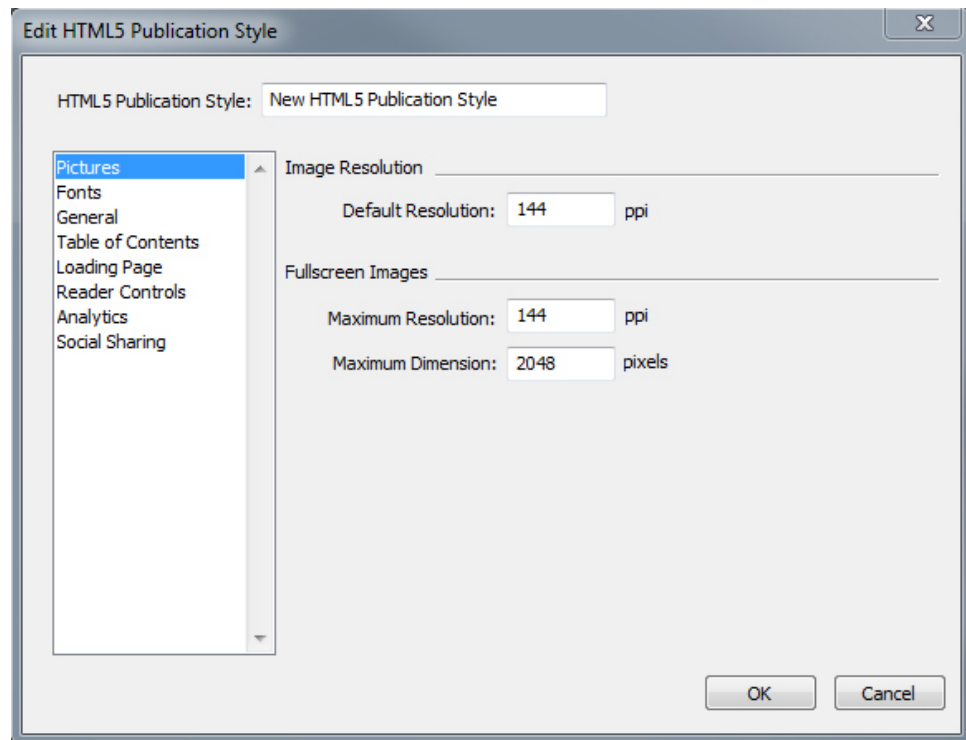 Edit HTML5 Publication Style
HTML5 Publication Style: New HTML5 Publication Style
Pictures
Fonts
General
Table of Contents
Loading Page
Reader Controls
Analytics
Social Sharing
Image Resolution
Default Resolution: 144 ppi
Fullscreen Images
Maximum Resolution: 144 ppi
Maximum Dimension: 2048 pixels
OK Cancel